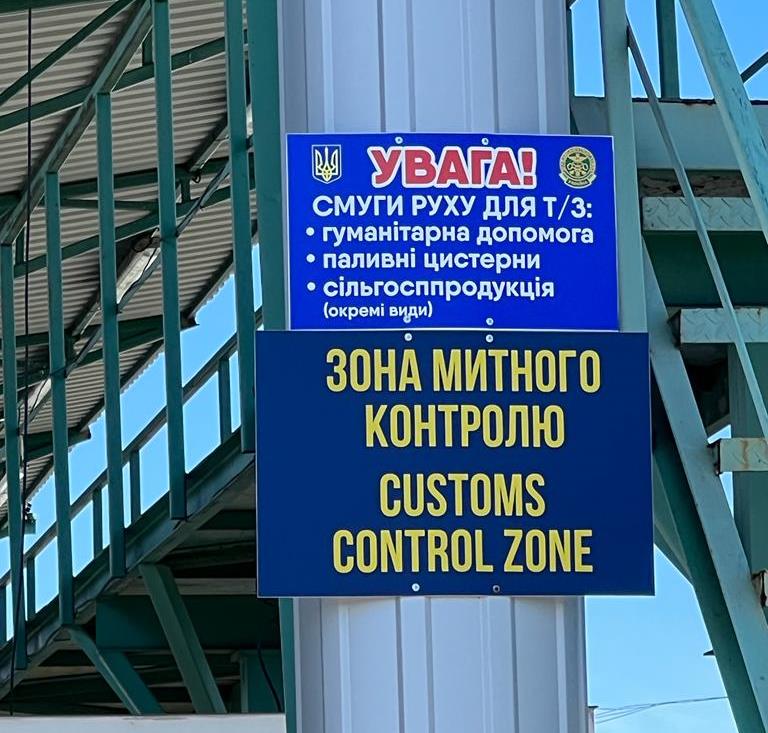 УВАГА!
СМУГИ РУХУ ДЛЯ Т/З:
• гуманітарна допомога
• паливні цистерни
• сільгосппродукція
(окремі види)
ЗОНА МИТНОГО
КОНТРОЛЮ
CUSTOMS
CONTROL ZONE